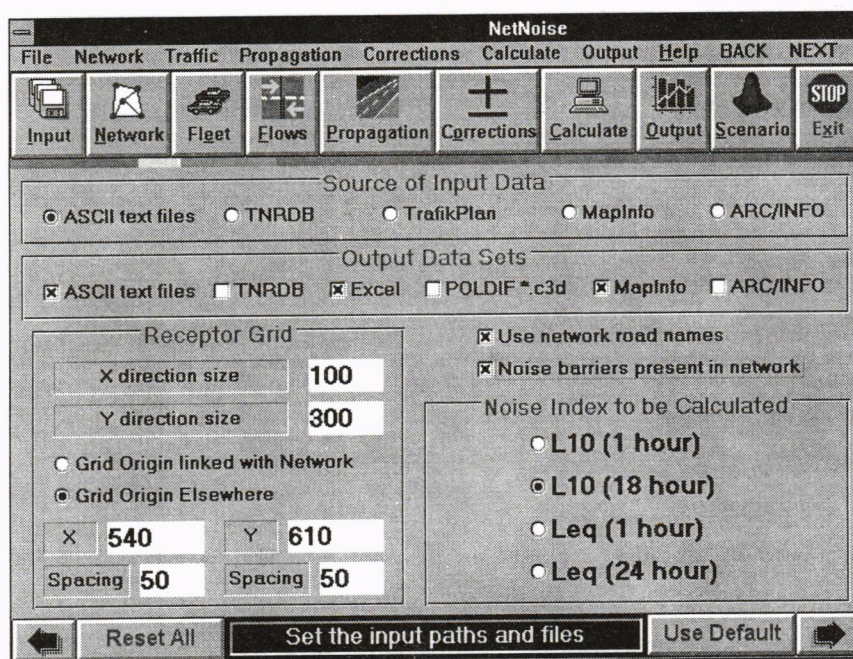 NetNoise
File Network Traffic Propagation Corrections Calculate Output Help BACK NEXT
Input Network Fleet Flows Propagation Corrections Calculate Output Scenario STOP Exit
Source of Input Data
ASCII text files TNRDB TrafikPlan MapInfo ARC/INFO
Output Data Sets
ASCII text files TNRDB Excel POLDIF *.c3d MapInfo ARC/INFO
Receptor Grid
X direction size 100
Y direction size 300
Grid Origin linked with Network
Grid Origin Elsewhere
X 540 Y 610
Spacing 50 Spacing 50
Use network road names
Noise barriers present in network
Noise Index to be Calculated
L10 (1 hour)
L10 (18 hour)
Leq (1 hour)
Leq (24 hour)
Reset All Set the input paths and files Use Default